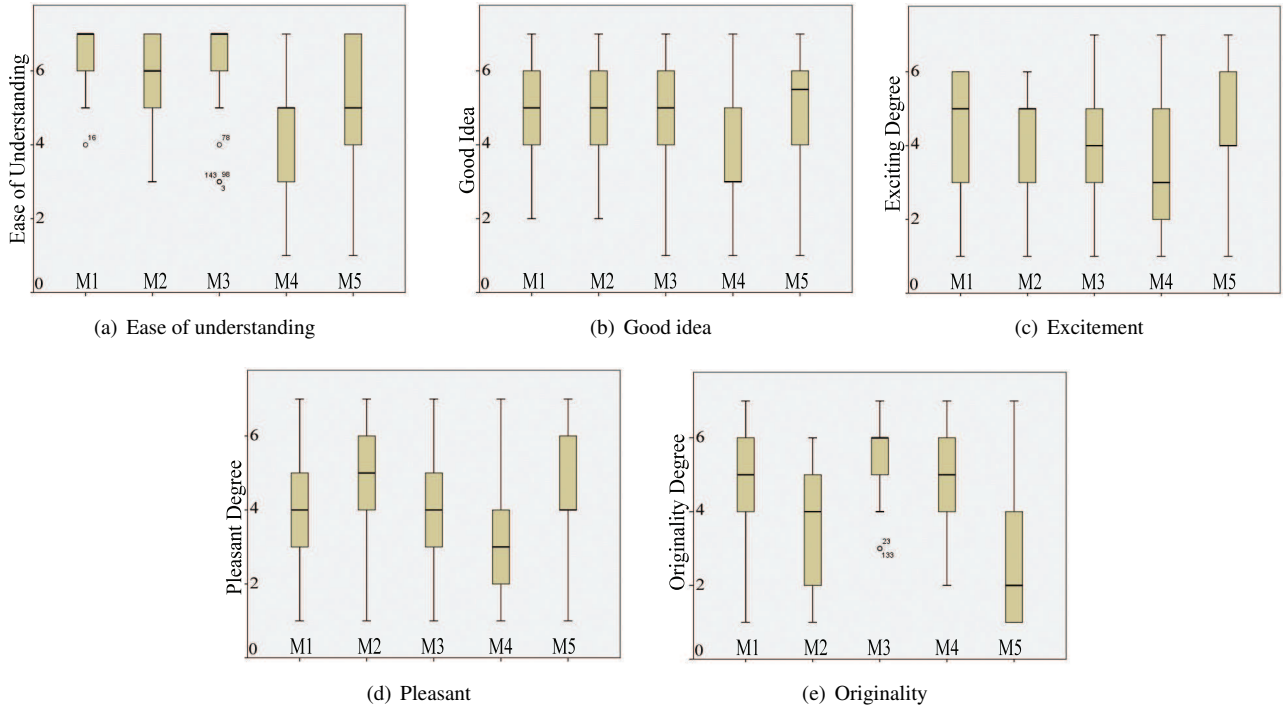 Ease of Understanding
6
4
2
0
16
78
143 98
3
M1 M2 M3 M4 M5
(a) Ease of understanding
Good Idea
6
4
2
0
M1 M2 M3 M4 M5
(b) Good idea
Exciting Degree
6
4
2
0
M1 M2 M3 M4 M5
(c) Excitement
Pleasant Degree
6
4
2
0
M1 M2 M3 M4 M5
(d) Pleasant
Originality Degree
6
4
2
0
23
133
M1 M2 M3 M4 M5
(e) Originality